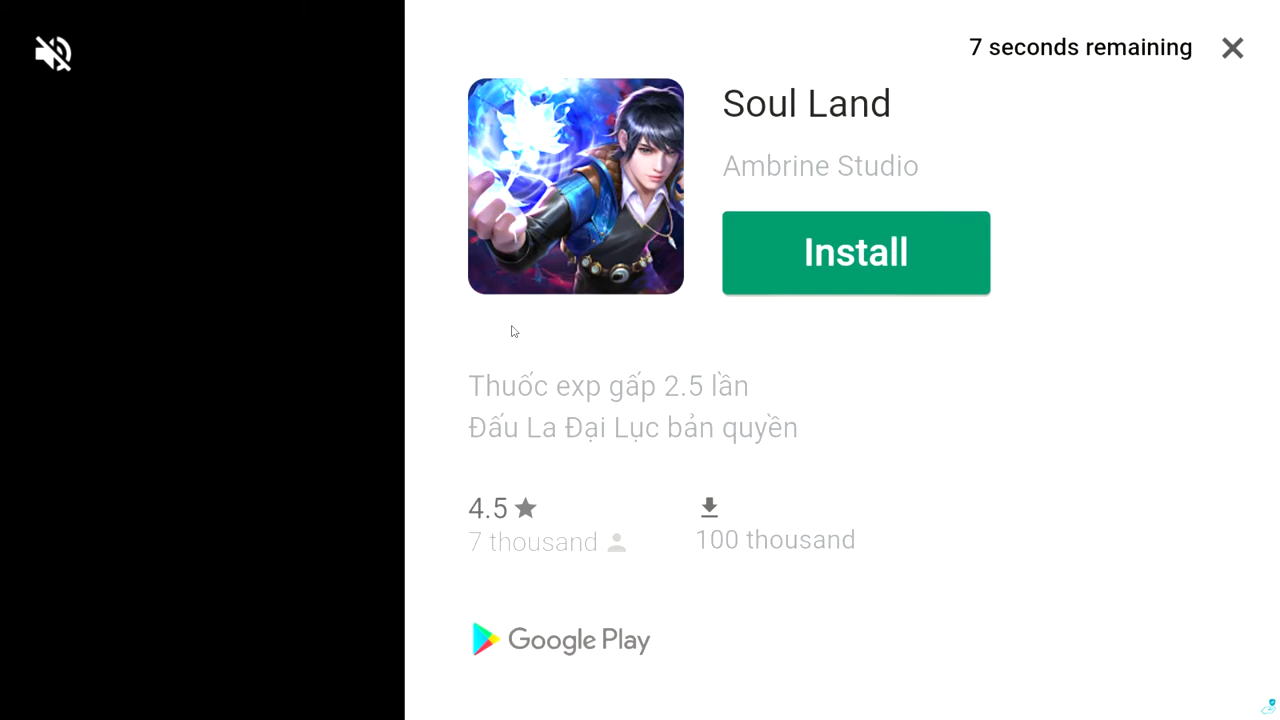 7 seconds remaining
Soul Land
Ambrine Studio
Install
Thuốc exp gấp 2.5 lần
Đấu La Đại Lục bản quyền
4.5
7 thousand
100 thousand
Google Play